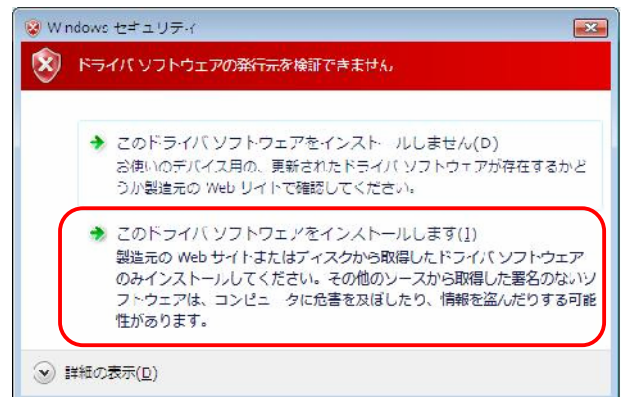 Windows セキュリティ
ドライバ ソフトウェアの発行元を検証できません
このドライバ ソフトウェアをインストールしません(D)
お使いのデバイス用の、更新されたドライバ ソフトウェアが存在するかど
うか製造元の Web サイトで確認してください。
このドライバ ソフトウェアをインストールします(I)
製造元の Web サイトまたはディスクから取得したドライバ ソフトウェア
のみインストールしてください。その他のソースから取得した署名のないソ
フトウェアは、コンピュータに危害を及ぼしたり、情報を盗んだりする可能
性があります。
詳細の表示(D)